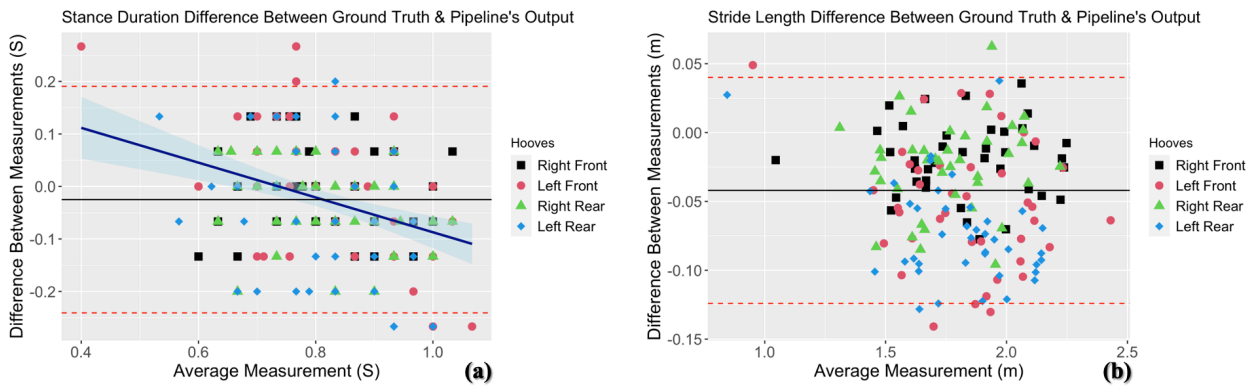 Stance Duration Difference Between Ground Truth & Pipeline's Output
Difference Between Measurements (S)
0.2
0.1
0.0
-0.1
-0.2
0.4
0.6
0.8
1.0
Average Measurement (S)
(a)
Hooves
Right Front
Left Front
Right Rear
Left Rear
Stride Length Difference Between Ground Truth & Pipeline's Output
Difference Between Measurements (m)
0.05
0.00
-0.05
-0.10
-0.15
1.0
1.5
2.0
2.5
Average Measurement (m)
(b)
Hooves
Right Front
Left Front
Right Rear
Left Rear